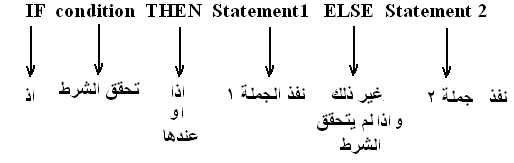 IF condition THEN Statement1 ELSE Statement 2
اذ
تحقق الشرط
اذا
او
عندها
نفذ الجملة ١
غير ذلك
و اذا لم يتحقق
الشرط
نفذ جملة ٢